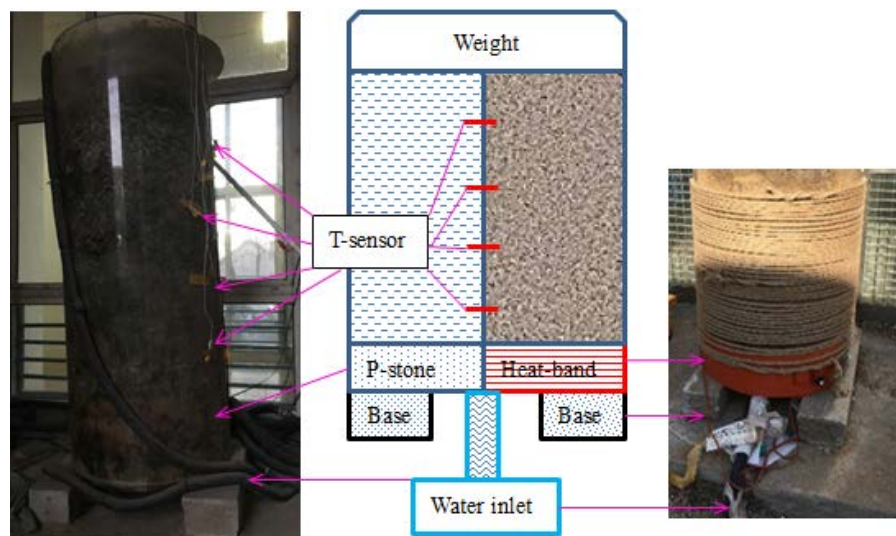 Weight
T-sensor
P-stone
Heat-band
Base
Base
Water inlet